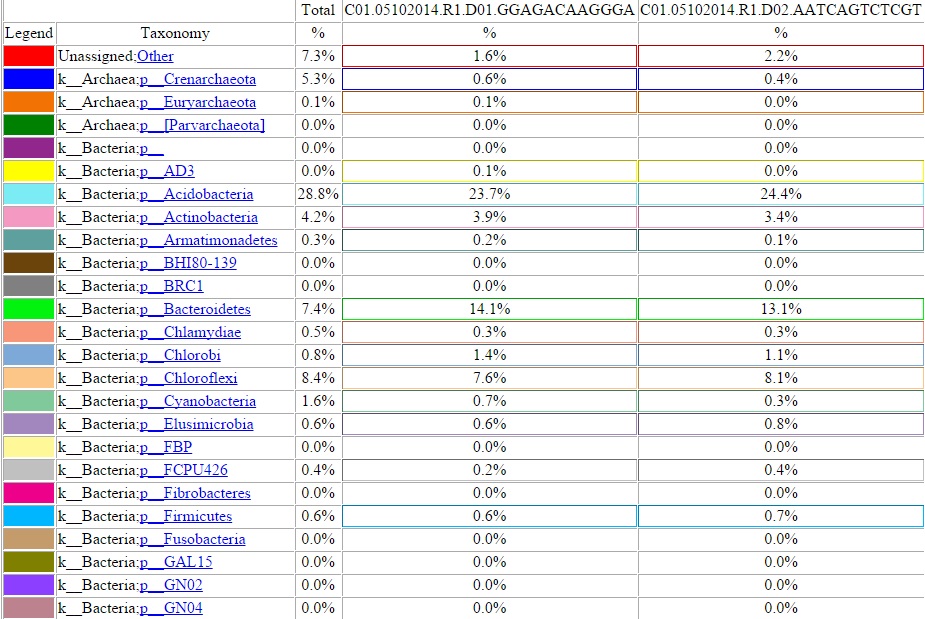 Total C01.05102014.R1.D01.GGAGACAAGGGA C01.05102014.R1.D02.AATCAGTCTCGT
Legend Taxonomy % % %
Unassigned;Other 7.3% 1.6% 2.2%
k__Archaea;p__Crenarchaeota 5.3% 0.6% 0.4%
k__Archaea;p__Euryarchaeota 0.1% 0.1% 0.0%
k__Archaea;p__[Parvarchaeota] 0.0% 0.0% 0.0%
k__Bacteria;p__ 0.0% 0.0% 0.0%
k__Bacteria;p__AD3 0.0% 0.1% 0.0%
k__Bacteria;p__Acidobacteria 28.8% 23.7% 24.4%
k__Bacteria;p__Actinobacteria 4.2% 3.9% 3.4%
k__Bacteria;p__Armatimonadetes 0.3% 0.2% 0.1%
k__Bacteria;p__BHI80-139 0.0% 0.0% 0.0%
k__Bacteria;p__BRC1 0.0% 0.0% 0.0%
k__Bacteria;p__Bacteroidetes 7.4% 14.1% 13.1%
k__Bacteria;p__Chlamydiae 0.5% 0.3% 0.3%
k__Bacteria;p__Chlorobi 0.8% 1.4% 1.1%
k__Bacteria;p__Chloroflexi 8.4% 7.6% 8.1%
k__Bacteria;p__Cyanobacteria 1.6% 0.7% 0.3%
k__Bacteria;p__Elusimicrobia 0.6% 0.6% 0.8%
k__Bacteria;p__FBP 0.0% 0.0% 0.0%
k__Bacteria;p__FCPU426 0.4% 0.2% 0.4%
k__Bacteria;p__Fibrobacteres 0.0% 0.0% 0.0%
k__Bacteria;p__Firmicutes 0.6% 0.6% 0.7%
k__Bacteria;p__Fusobacteria 0.0% 0.0% 0.0%
k__Bacteria;p__GAL15 0.0% 0.0% 0.0%
k__Bacteria;p__GN02 0.0% 0.0% 0.0%
k__Bacteria;p__GN04 0.0% 0.0% 0.0%